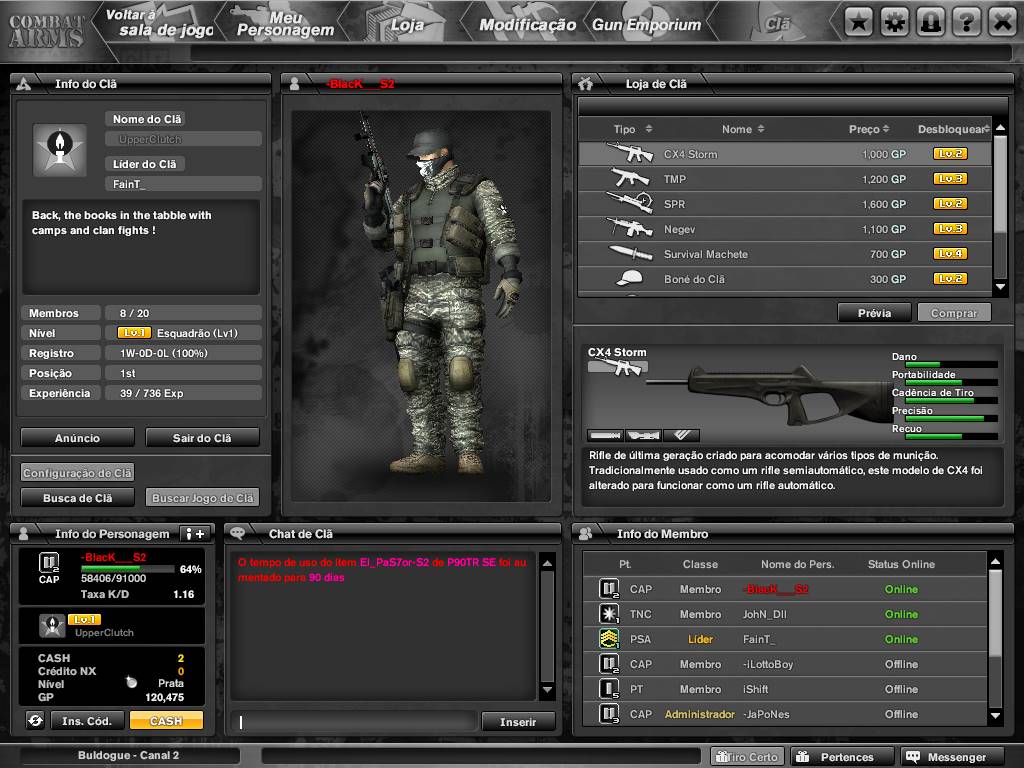 COMBAT ARMS
Voltar à sala de jogo
Meu Personagem
Loja
Modificação
Gun Emporium
Clã
Info do Clã
Nome do Clã
UpperClutch
Líder do Clã
FainT_
Back, the books in the tabble with
camps and clan fights !
Membros 8 / 20
Nível Lv.1 Esquadrão (Lv1)
Registro 1W-0D-0L (100%)
Posição 1st
Experiência 39 / 736 Exp
Anúncio Sair do Clã
Configuração de Clã
Busca de Clã Buscar Jogo de Clã
-BlacK___S2
Loja de Clã
Tipo Nome Preço Desbloquear
CX4 Storm 1,000 GP Lv.2
TMP 1,200 GP Lv.3
SPR 1,600 GP Lv.2
Negev 1,100 GP Lv.3
Survival Machete 700 GP Lv.4
Boné do Clã 300 GP Lv.2
Prévia Comprar
CX4 Storm
Dano
Portabilidade
Cadência de Tiro
Precisão
Recuo
Rifle de última geração criado para acomodar vários tipos de munição.
Tradicionalmente usado como um rifle semiautomático, este modelo de CX4 foi
alterado para funcionar como um rifle automático.
Info do Personagem
-BlacK___S2
64%
CAP 58406/91000
Taxa K/D 1.16
Lv.1
UpperClutch
CASH 2
Crédito NX 0
Nível Prata
GP 120,475
Ins. Cód. CASH
Chat de Clã
O tempo de uso do item El_PaS7or-S2 de P90TR SE foi au
mentado para 90 dias
Inserir
Info do Membro
Pt. Classe Nome do Pers. Status Online
CAP Membro -BlacK___S2 Online
TNC Membro JohN_Dll Online
PSA Líder FainT_ Online
CAP Membro -iLottoBoy Offline
PT Membro iShift Offline
CAP Administrador -JaPoNes Offline
Buldogue - Canal 2
Tiro Certo Pertences Messenger